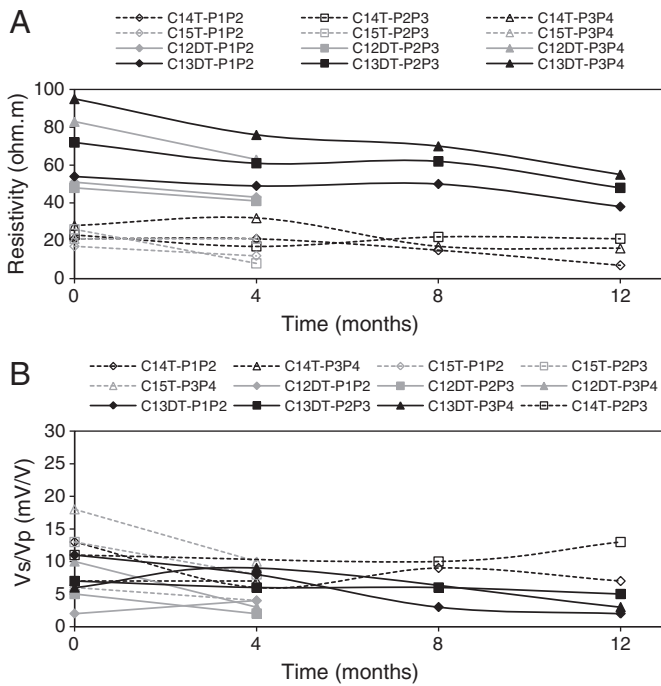 A
C14T-P1P2 C14T-P2P3 C14T-P3P4
C15T-P1P2 C15T-P2P3 C15T-P3P4
C12DT-P1P2 C12DT-P2P3 C12DT-P3P4
C13DT-P1P2 C13DT-P2P3 C13DT-P3P4
Resistivity (ohm.m)
100
80
60
40
20
0
0 4 8 12
Time (months)
B
C14T-P1P2 C14T-P3P4 C15T-P1P2 C15T-P2P3
C15T-P3P4 C12DT-P1P2 C12DT-P2P3 C12DT-P3P4
C13DT-P1P2 C13DT-P2P3 C13DT-P3P4 C14T-P2P3
Vs/Vp (mV/V)
30
25
20
15
10
5
0
0 4 8 12
Time (months)